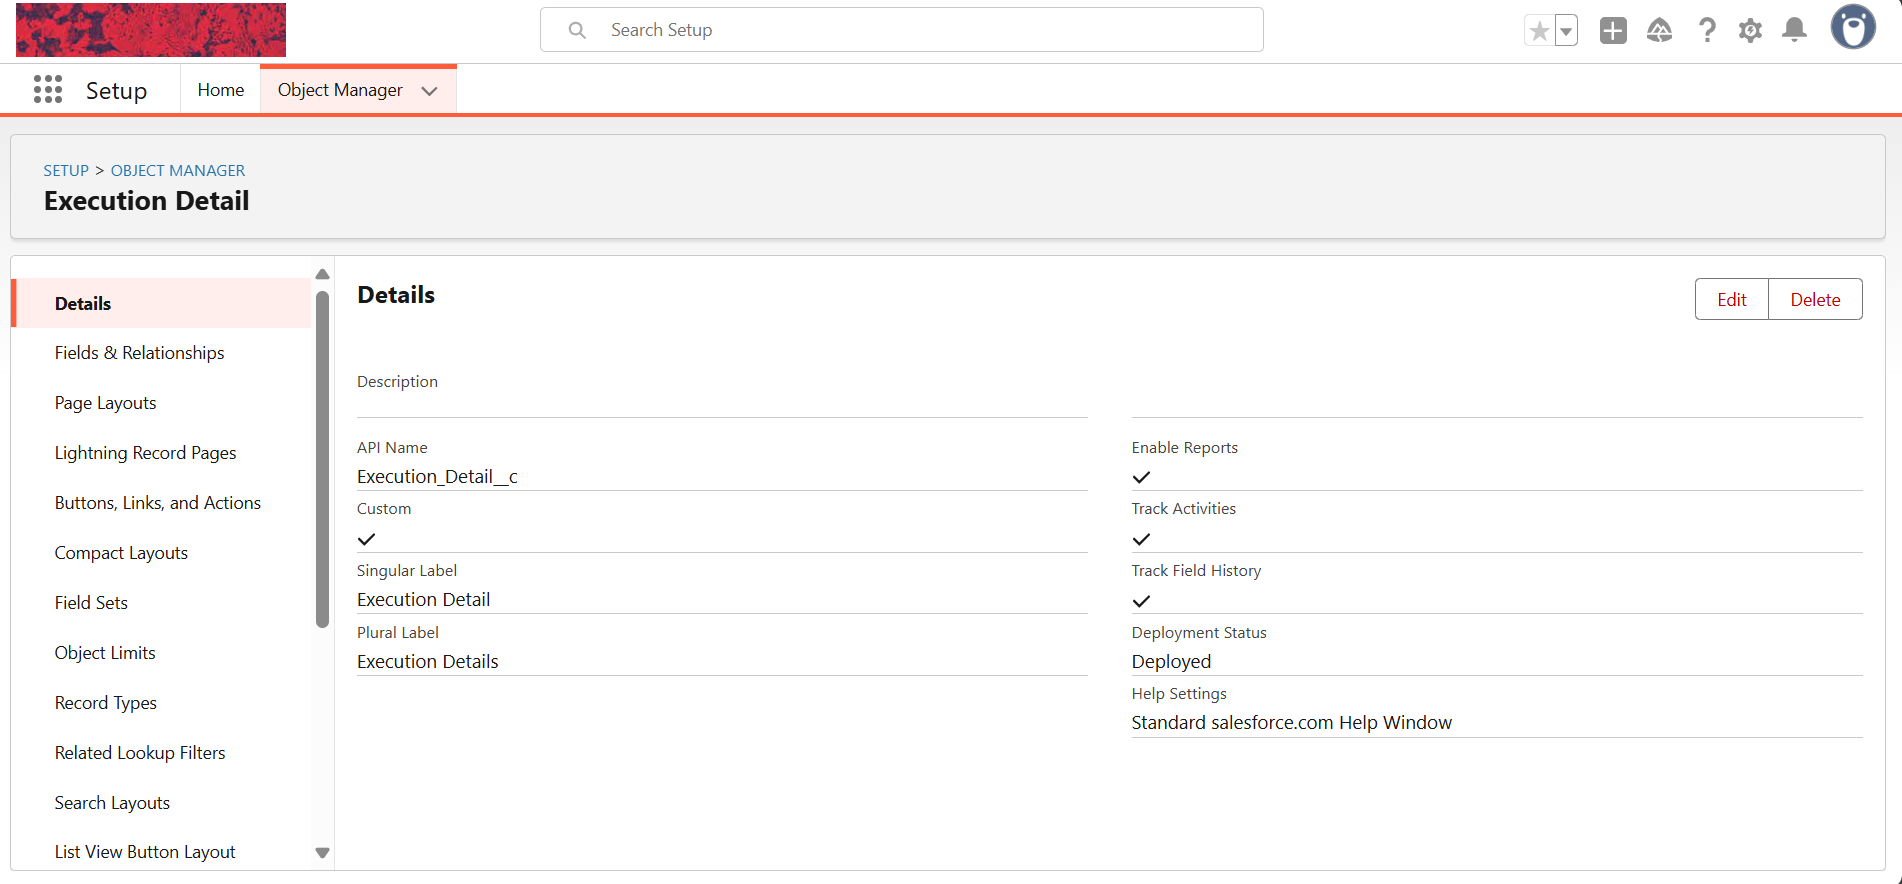 Search Setup
Setup
Home
Object Manager
SETUP > OBJECT MANAGER
Execution Detail
Details
Fields & Relationships
Page Layouts
Lightning Record Pages
Buttons, Links, and Actions
Compact Layouts
Field Sets
Object Limits
Record Types
Related Lookup Filters
Search Layouts
List View Button Layout
Details
Edit
Delete
Description
API Name
Execution_Detail__c
Custom
Singular Label
Execution Detail
Plural Label
Execution Details
Enable Reports
Track Activities
Track Field History
Deployment Status
Deployed
Help Settings
Standard salesforce.com Help Window